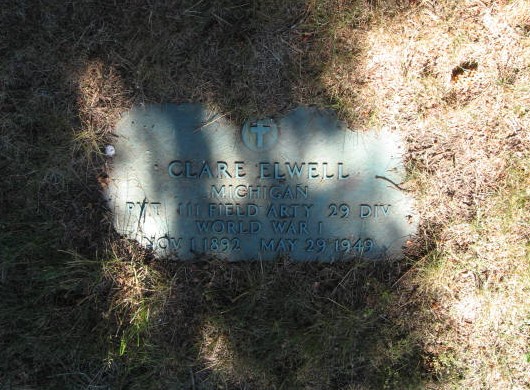 CLARE ELWELL
MICHIGAN
PVT 111 FIELD ARTY 29 DIV
WORLD WAR I
NOV 1 1892 MAY 29 1949